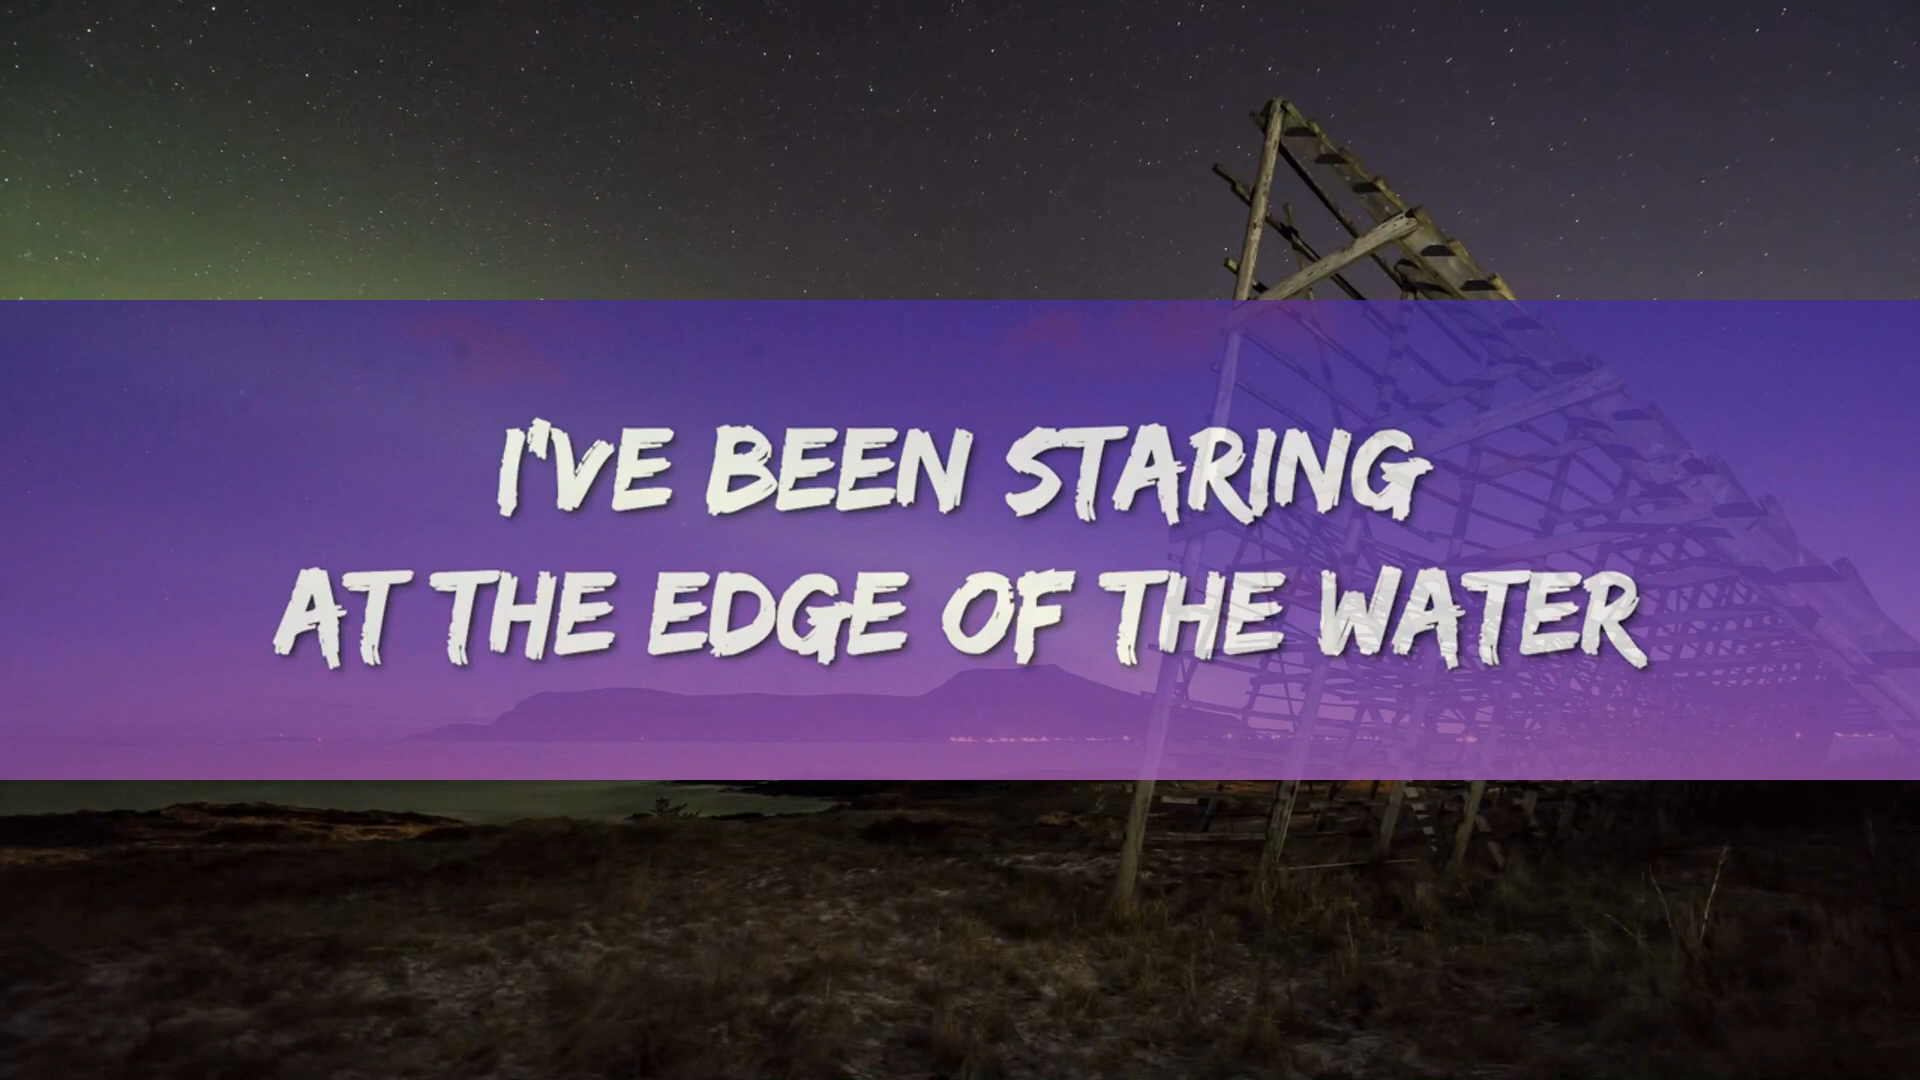 I'VE BEEN STARING
AT THE EDGE OF THE WATER